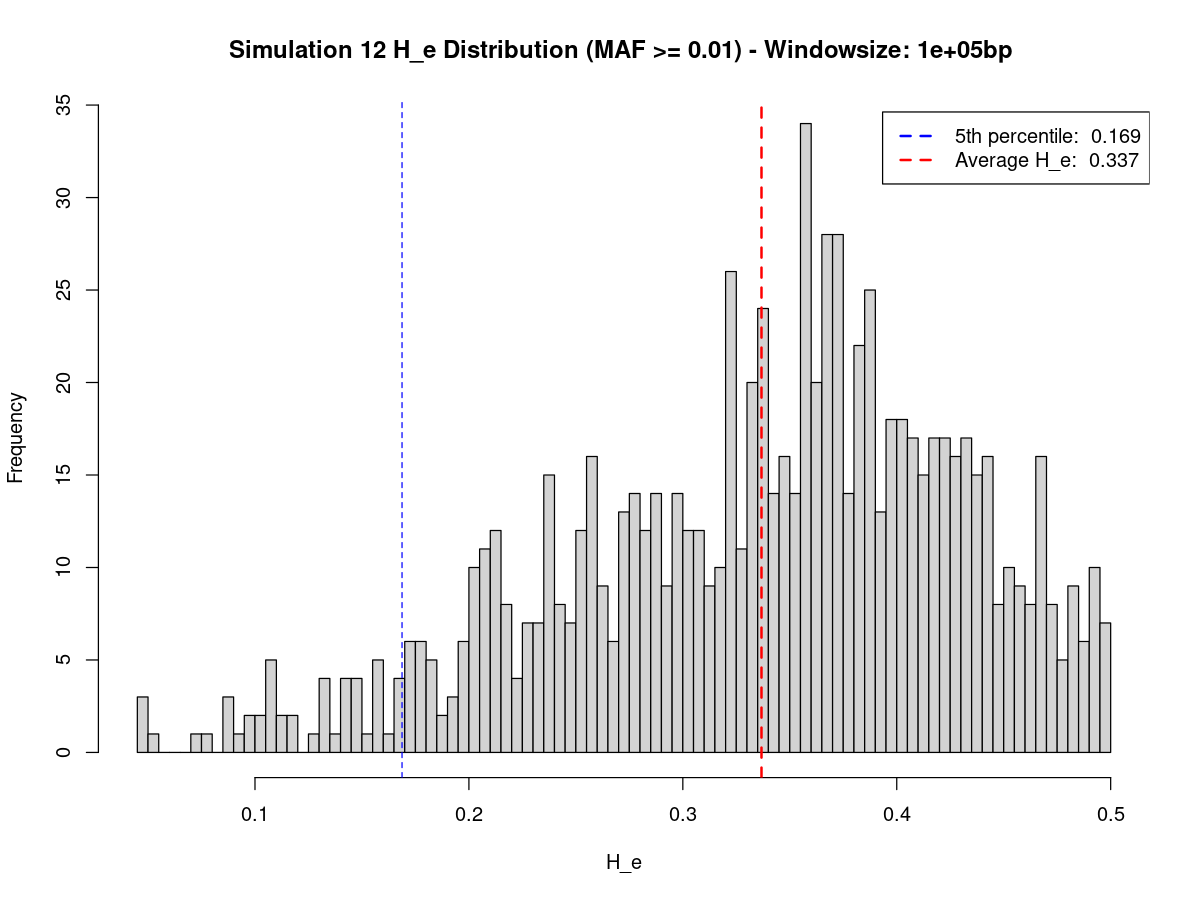 Simulation 12 H_e Distribution (MAF >= 0.01) - Windowsize: 1e+05bp
5th percentile:  0.169
Average H_e:  0.337
Frequency
35
30
25
20
15
10
5
0
0.1 0.2 0.3 0.4 0.5
H_e